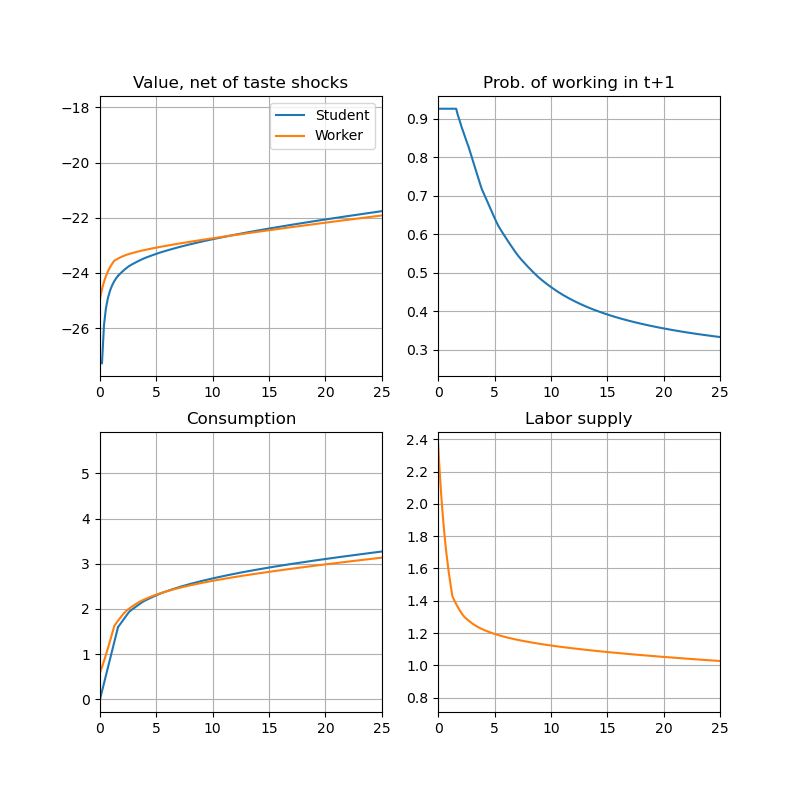 Value, net of taste shocks
−18
−20
−22
−24
−26
0 5 10 15 20 25
Student
Worker
Prob. of working in t+1
0.9
0.8
0.7
0.6
0.5
0.4
0.3
0 5 10 15 20 25
Consumption
5
4
3
2
1
0
0 5 10 15 20 25
Labor supply
2.4
2.2
2.0
1.8
1.6
1.4
1.2
1.0
0.8
0 5 10 15 20 25